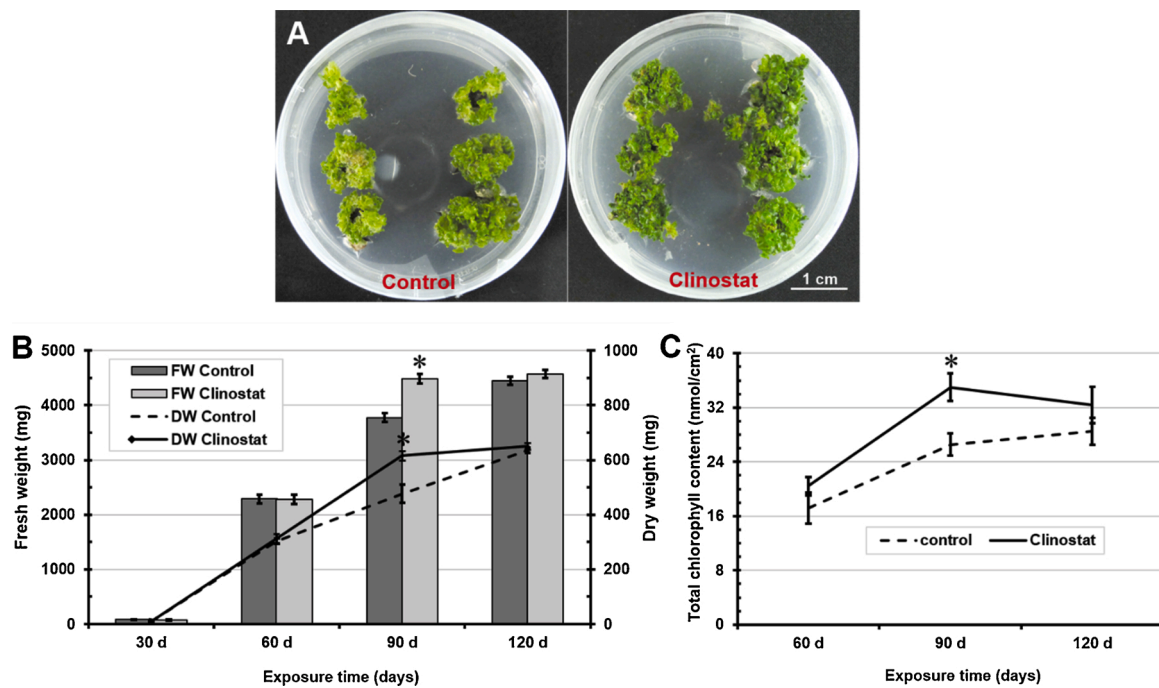 A
Control
Clinostat
1 cm
B
FW Control
FW Clinostat
DW Control
DW Clinostat
5000
4000
3000
2000
1000
0
Fresh weight (mg)
1000
800
600
400
200
0
Dry weight (mg)
*
*
30 d
60 d
90 d
120 d
Exposure time (days)
C
40
32
24
16
8
0
Total chlorophyll content (nmol/cm²)
*
control
Clinostat
60 d
90 d
120 d
Exposure time (days)